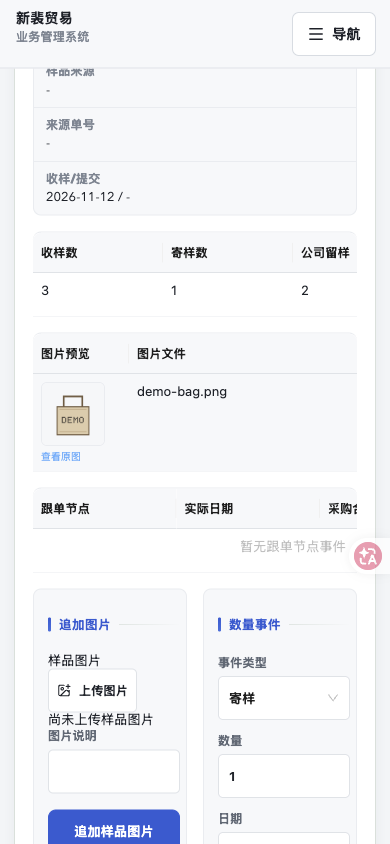 新裴贸易
业务管理系统
导航
样品来源
-
来源单号
-
收样/提交
2026-11-12 / -
收样数 寄样数 公司留样
3 1 2
图片预览 图片文件
DEMO
demo-bag.png
查看原图
跟单节点 实际日期 采购
暂无跟单节点事件
追加图片
样品图片
上传图片
尚未上传样品图片
图片说明
追加样品图片
数量事件
事件类型
寄样
数量
1
日期